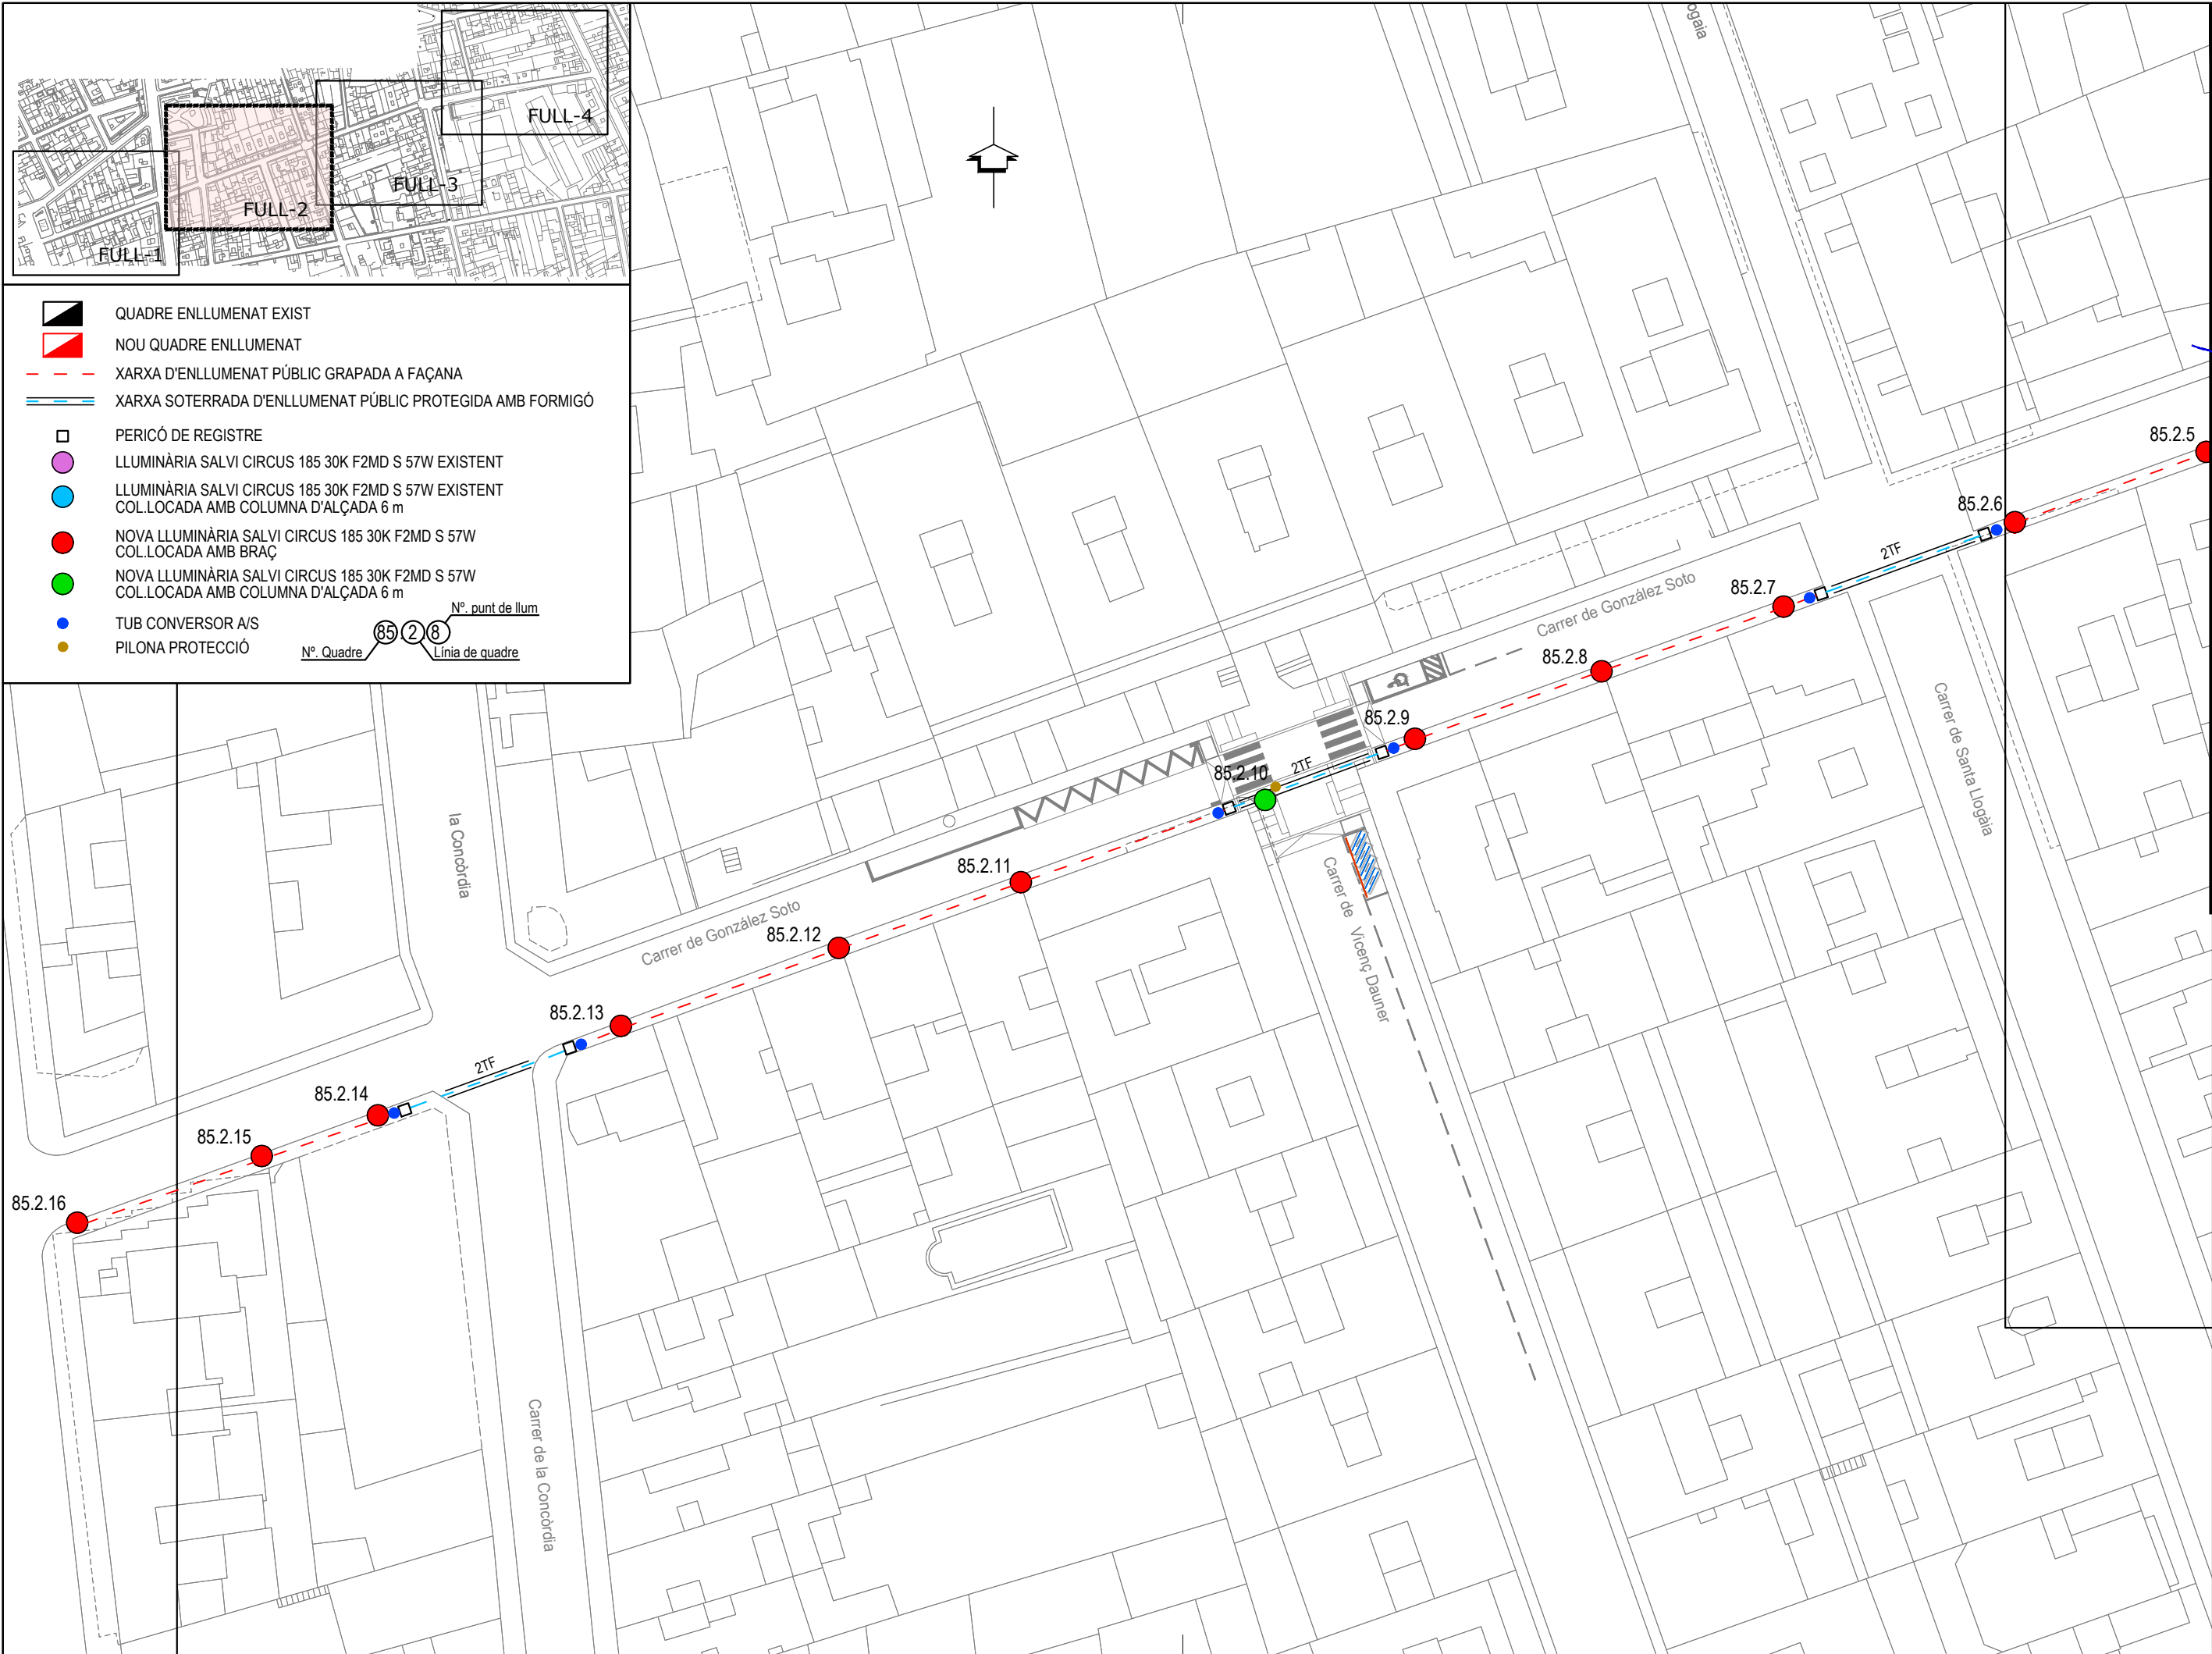 FULL-4
FULL-3
FULL-2
FULL-1
QUADRE ENLLUMENAT EXIST
NOU QUADRE ENLLUMENAT
XARXA D'ENLLUMENAT PÚBLIC GRAPADA A FAÇANA
XARXA SOTERRADA D'ENLLUMENAT PÚBLIC PROTEGIDA AMB FORMIGÓ
PERICÓ DE REGISTRE
LLUMINÀRIA SALVI CIRCUS 185 30K F2MD S 57W EXISTENT
LLUMINÀRIA SALVI CIRCUS 185 30K F2MD S 57W EXISTENT
COL.LOCADA AMB COLUMNA D'ALÇADA 6 m
NOVA LLUMINÀRIA SALVI CIRCUS 185 30K F2MD S 57W
COL.LOCADA AMB BRAÇ
NOVA LLUMINÀRIA SALVI CIRCUS 185 30K F2MD S 57W
COL.LOCADA AMB COLUMNA D'ALÇADA 6 m
TUB CONVERSOR A/S
PILONA PROTECCIÓ
Nº. punt de llum
85.2.8
Nº. Quadre
Línia de quadre
ogaia
85.2.5
85.2.6
2TF
85.2.7
Carrer de González Soto
85.2.8
85.2.9
2TF
85.2.10
Carrer de Santa Llogàia
Carrer de Vicenç Dauner
85.2.11
85.2.12
Carrer de González Soto
la Concòrdia
85.2.13
2TF
85.2.14
85.2.15
85.2.16
Carrer de la Concòrdia